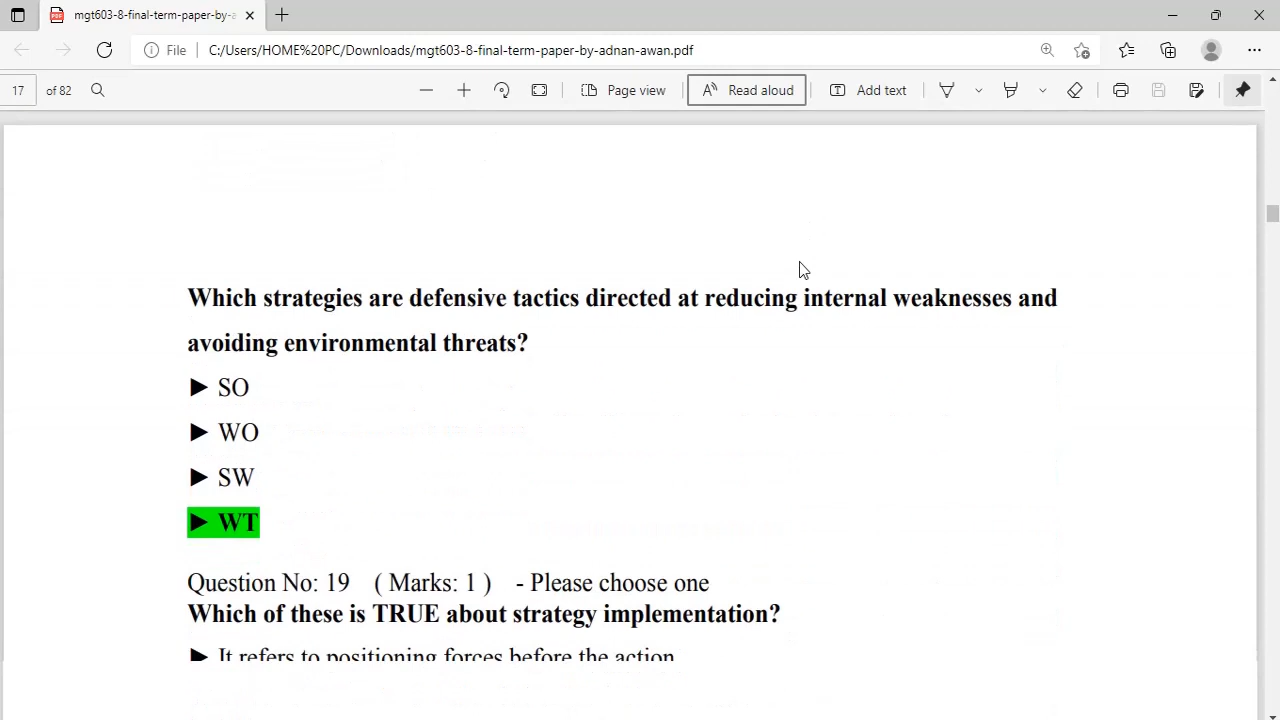 mgt603-8-final-term-paper-by-a
File C:/Users/HOME%20PC/Downloads/mgt603-8-final-term-paper-by-adnan-awan.pdf
17 of 82 Page view Read aloud Add text
Which strategies are defensive tactics directed at reducing internal weaknesses and
avoiding environmental threats?
► SO
► WO
► SW
► WT
Question No: 19 ( Marks: 1 ) - Please choose one
Which of these is TRUE about strategy implementation?
► It refers to positioning forces before the action